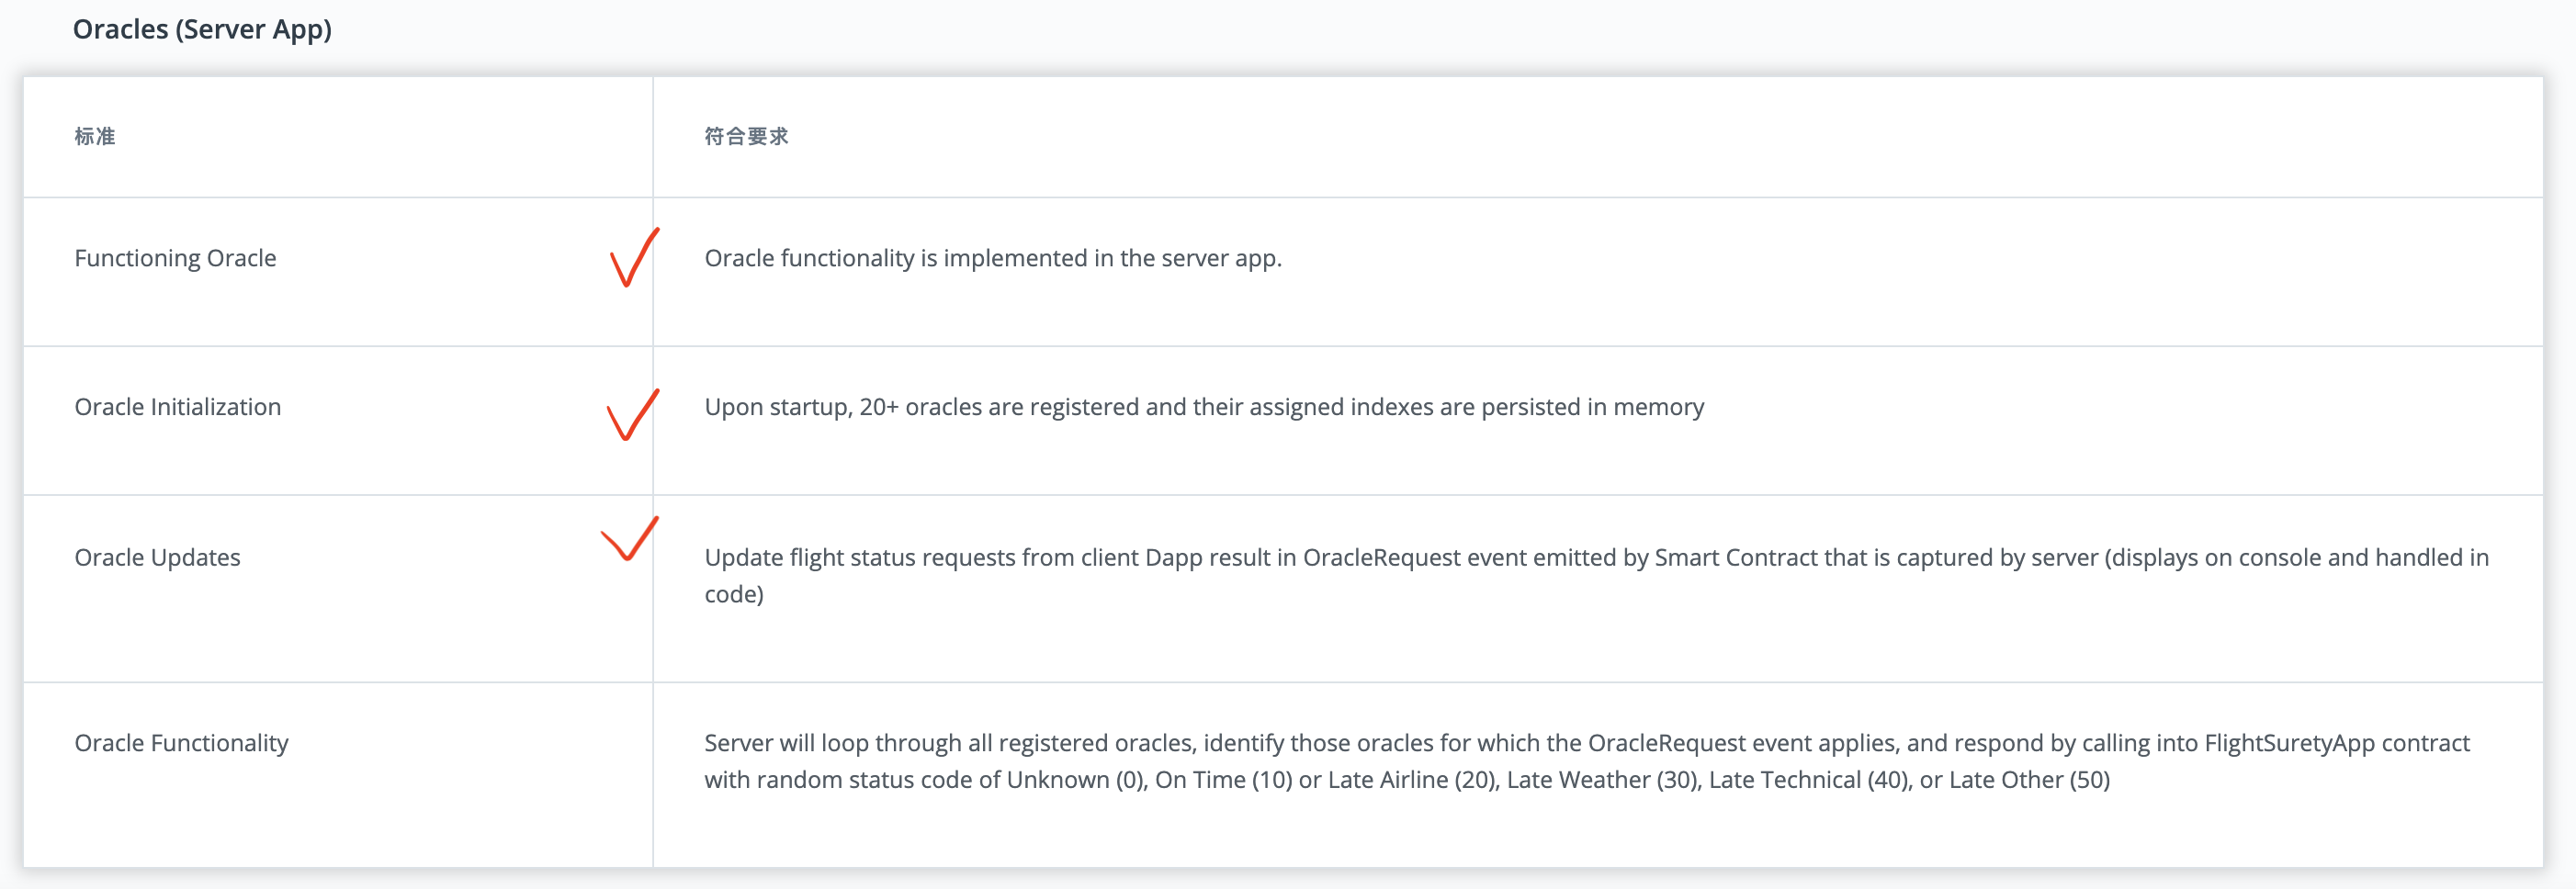 Oracles (Server App)
标准
符合要求
Functioning Oracle
Oracle functionality is implemented in the server app.
Oracle Initialization
Upon startup, 20+ oracles are registered and their assigned indexes are persisted in memory
Oracle Updates
Update flight status requests from client Dapp result in OracleRequest event emitted by Smart Contract that is captured by server (displays on console and handled in
code)
Oracle Functionality
Server will loop through all registered oracles, identify those oracles for which the OracleRequest event applies, and respond by calling into FlightSuretyApp contract
with random status code of Unknown (0), On Time (10) or Late Airline (20), Late Weather (30), Late Technical (40), or Late Other (50)